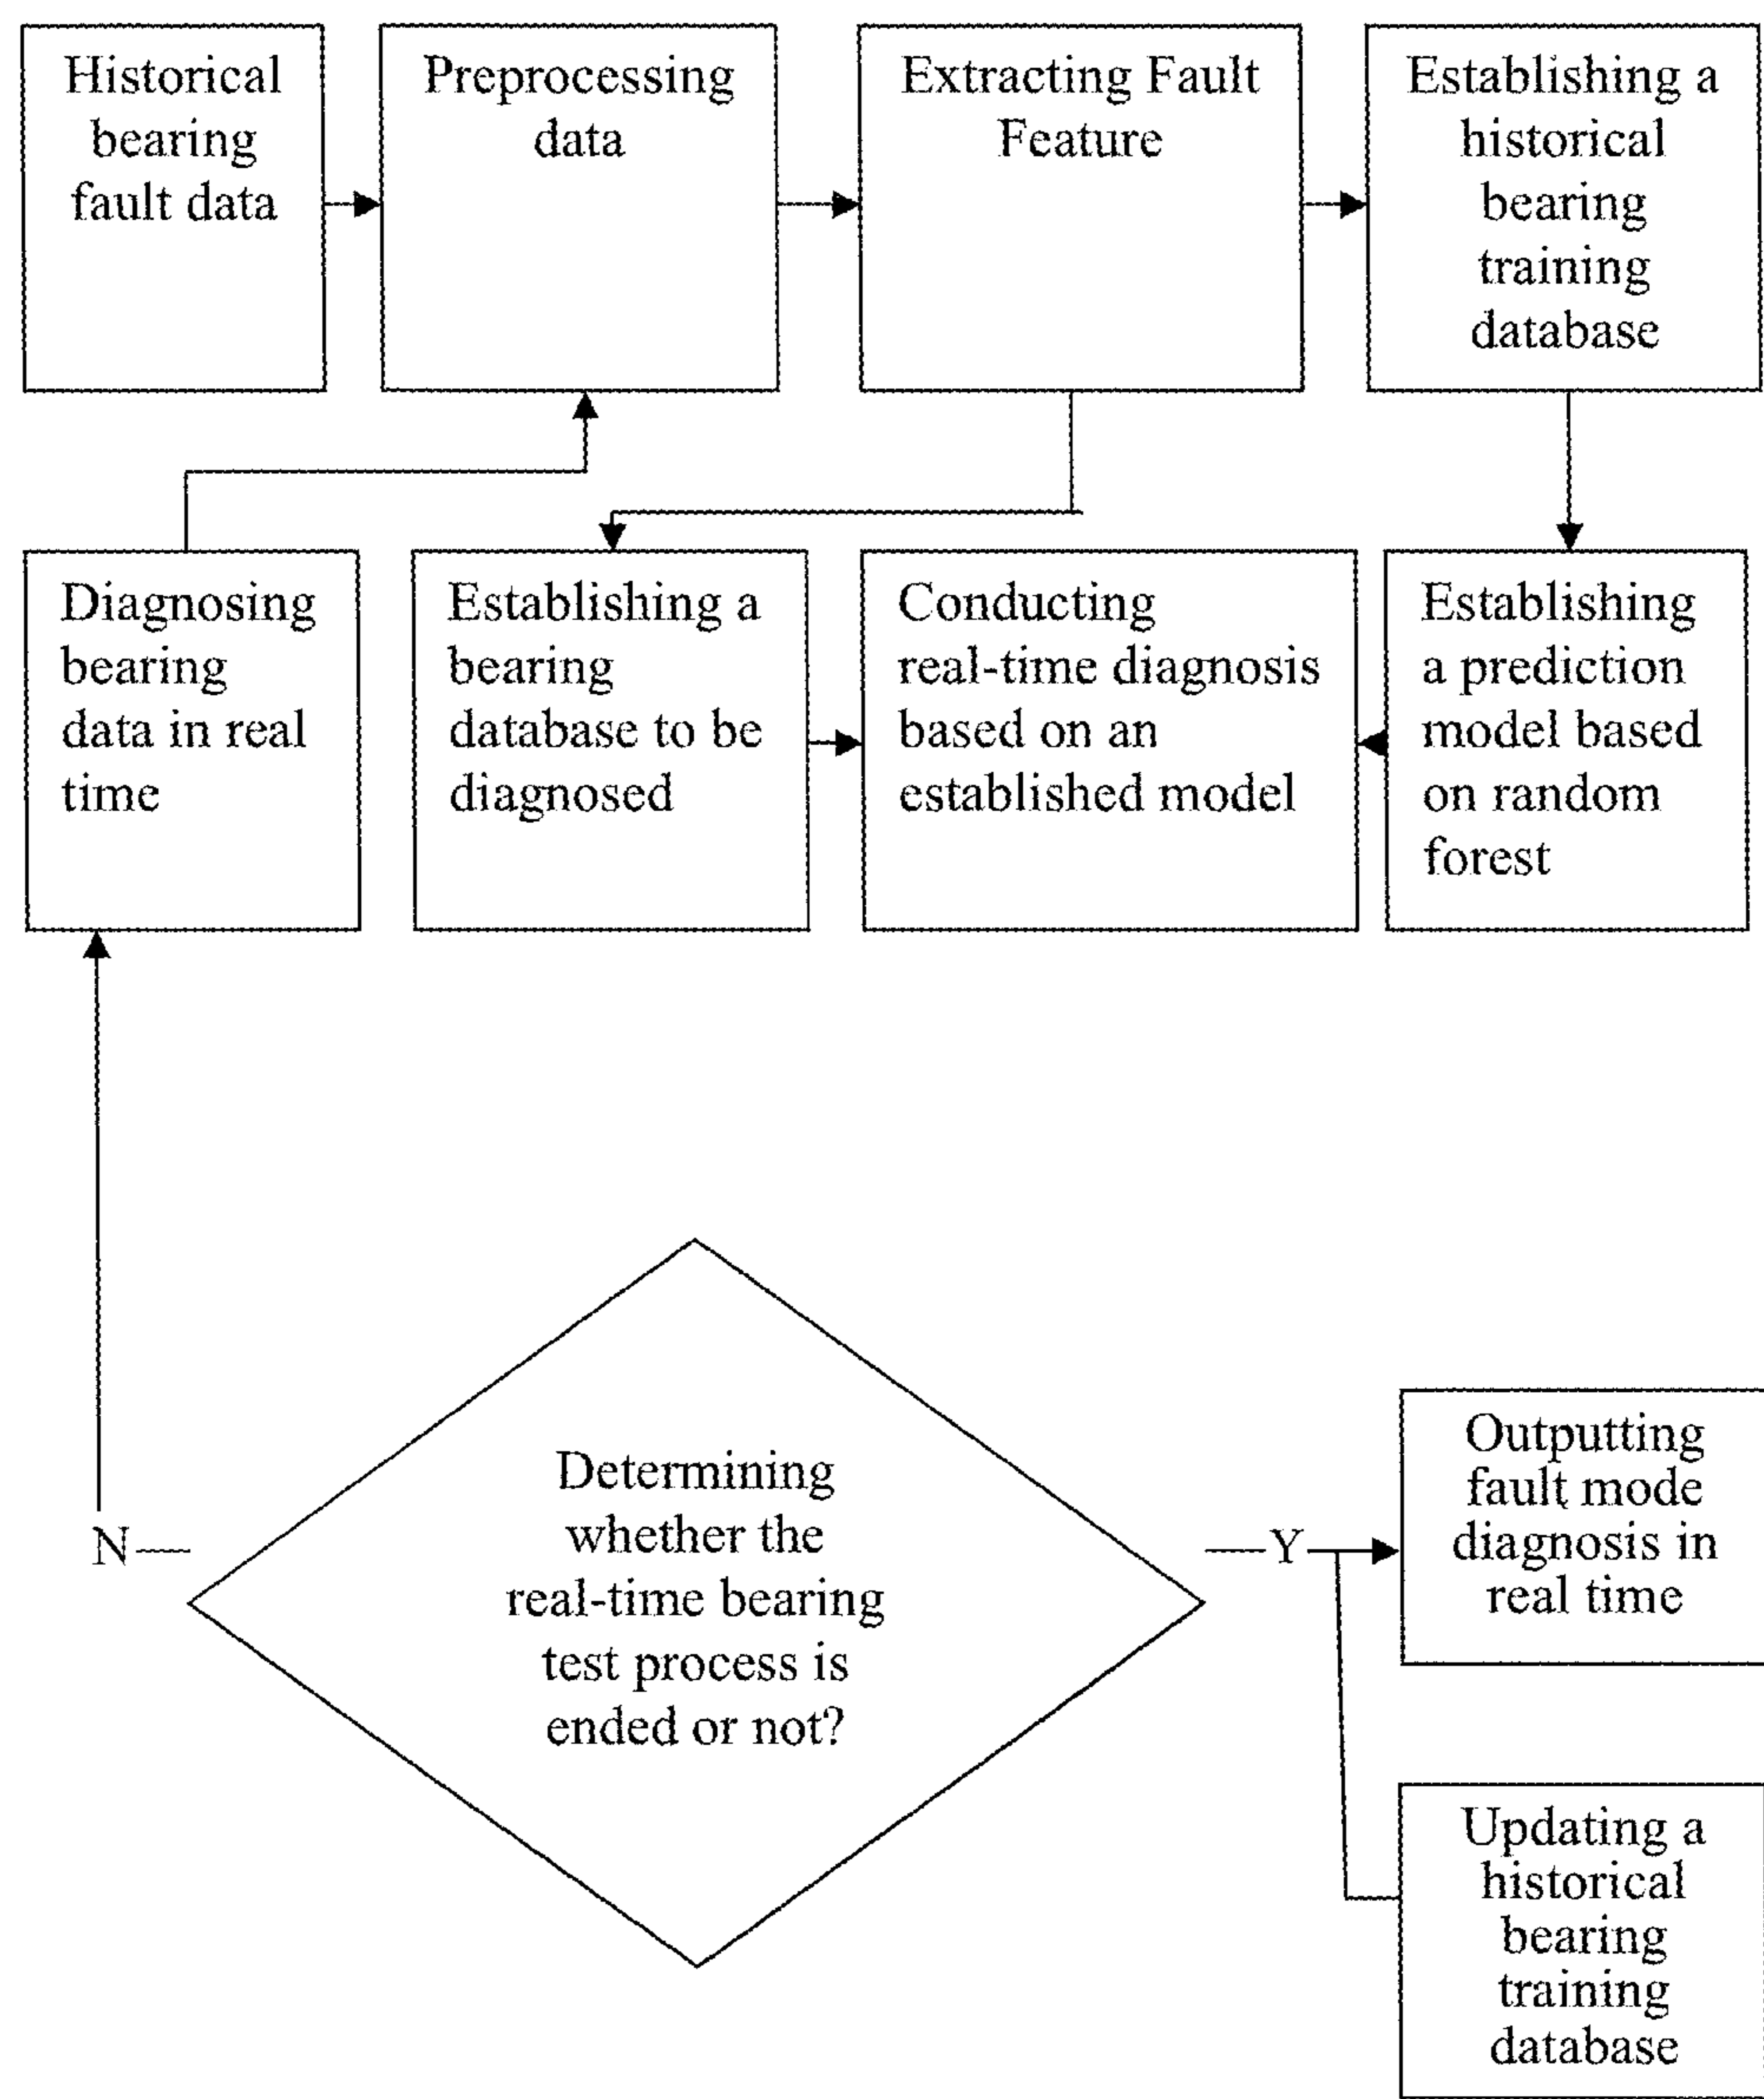 Historical
bearing
fault data
Preprocessing
data
Extracting Fault
Feature
Establishing a
historical
bearing
training
database
Diagnosing
bearing
data in real
time
Establishing a
bearing
database to be
diagnosed
Conducting
real-time diagnosis
based on an
established model
Establishing
a prediction
model based
on random
forest
Determining
whether the
real-time bearing
test process is
ended or not?
N
Y
Outputting
fault mode
diagnosis in
real time
Updating a
historical
bearing
training
database